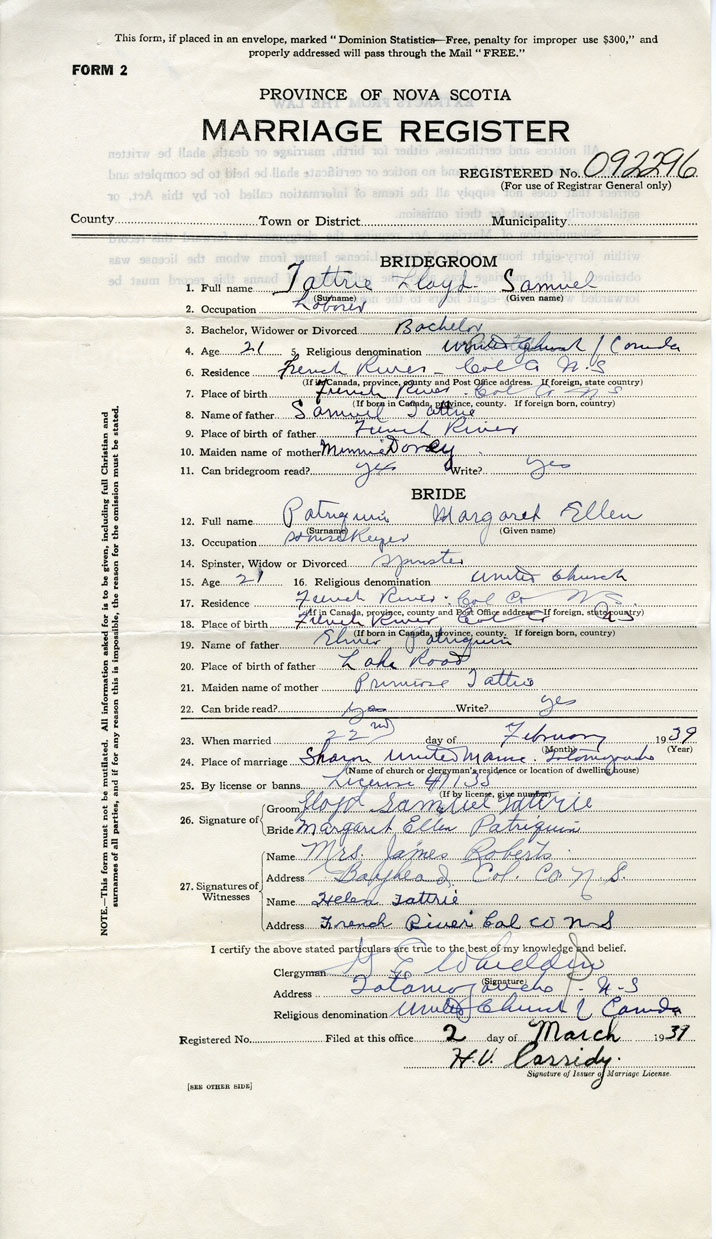 This form, if placed in an envelope, marked "Dominion Statistics—Free, penalty for improper use $300," and
properly addressed will pass through the Mail "FREE."
FORM 2
PROVINCE OF NOVA SCOTIA
MARRIAGE REGISTER
REGISTERED No. 092296
(For use of Registrar General only)
County Town or District Municipality
BRIDEGROOM
1. Full name Tattrie Lloyd Samuel
(Surname) (Given name)
2. Occupation Laborer
3. Bachelor, Widower or Divorced Bachelor
4. Age 21 5. Religious denomination United Church / Canada
6. Residence French River - Col Co N.S
(If in Canada, province, county and Post Office address. If foreign, state country)
7. Place of birth French River Col Co N S
(If born in Canada, province, county. If foreign born, country)
8. Name of father Samuel Tattrie
9. Place of birth of father French River
10. Maiden name of mother Minnie Dorey
11. Can bridegroom read? yes Write? yes
BRIDE
12. Full name Patriquin Margaret Ellen
(Surname) (Given name)
13. Occupation Housekeeper
14. Spinster, Widow or Divorced Spinster
15. Age 21 16. Religious denomination United Church
17. Residence French River. Col Co N.S.
(If in Canada, province, county and Post Office address. If foreign, state country)
18. Place of birth French River Col Co
(If born in Canada, province, county. If foreign born, country)
19. Name of father Elmer Patriquin
20. Place of birth of father Lake Road
21. Maiden name of mother Primrose Tattrie
22. Can bride read? yes Write? yes
23. When married 22nd day of February 1939
(Month) (Year)
24. Place of marriage Sharon United Manse. Tatamagouche
(Name of church or clergyman's residence or location of dwelling house)
25. By license or banns License 41133
(If by license, give number)
26. Signature of Groom Lloyd Samuel Tattrie
Bride Margaret Ellen Patriquin
27. Signatures of Witnesses
Name Mrs. James Roberts
Address Bayhead Col. Co N.S.
Name Helen Tattrie
Address French River Col Co N S
I certify the above stated particulars are true to the best of my knowledge and belief.
Clergyman Whidden
(Signature)
Address Tatamagouche - N-S
Religious denomination United Church / Canada
Registered No. Filed at this office 2 day of March 1939
H.V. Cassidy.
Signature of Issuer of Marriage License.
[SEE OTHER SIDE]
NOTE.—This form must not be mutilated. All information asked for is to be given, including full Christian and
surnames of all parties, and if for any reason this is impossible, the reason for the omission must be stated.